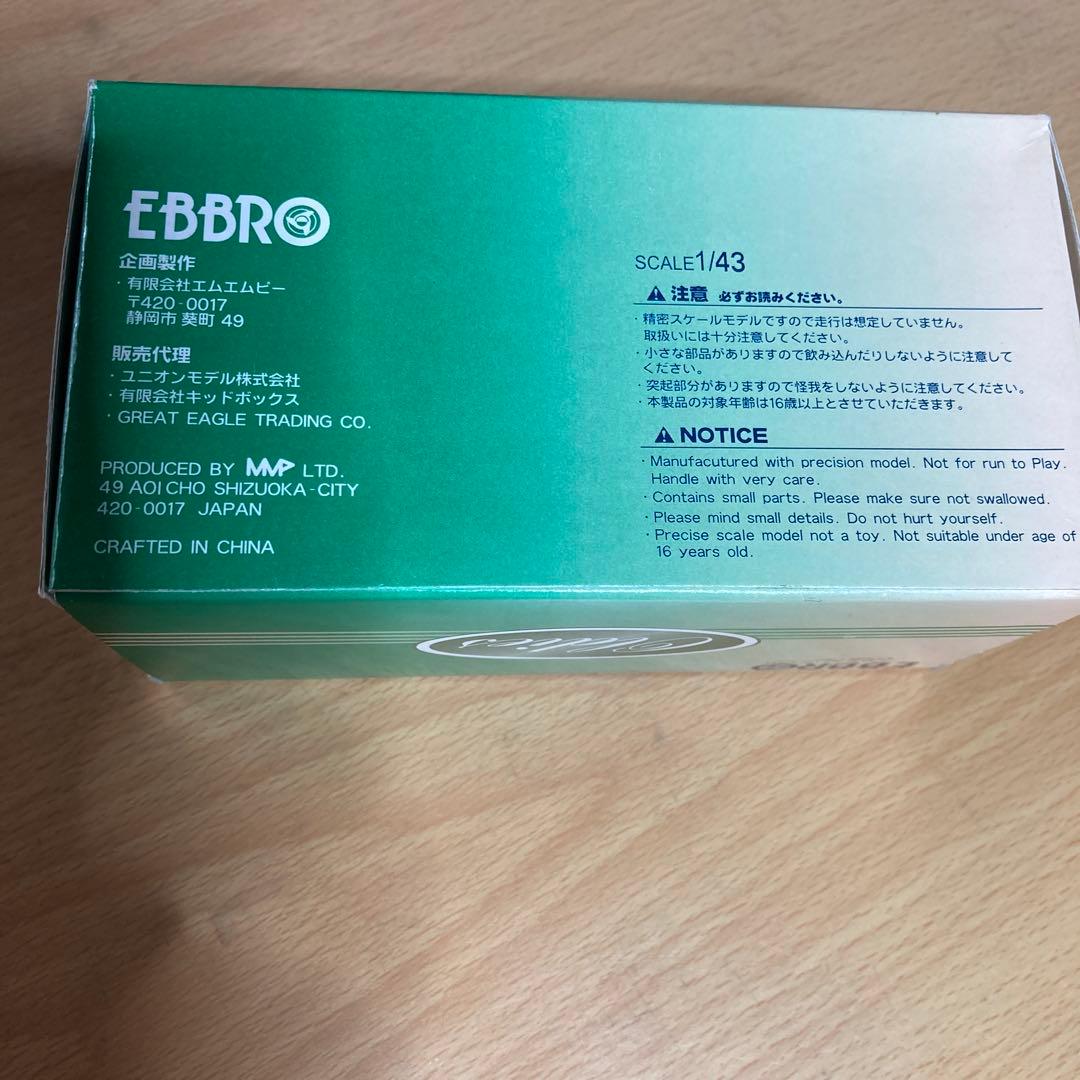 EBBRO
企画製作
・有限会社エムエムピー
〒420-0017
静岡市 葵町 49
販売代理
・ユニオンモデル株式会社
・有限会社キッドボックス
・GREAT EAGLE TRADING CO.
PRODUCED BY MMP LTD.
49 AOI CHO SHIZUOKA-CITY
420-0017 JAPAN
CRAFTED IN CHINA
SCALE1/43
注意 必ずお読みください。
・精密スケールモデルですので走行は想定していません。
取扱いには十分注意してください。
・小さな部品がありますので飲み込んだりしないように注意して
ください。
・突起部分がありますので怪我をしないように注意してください。
・本製品の対象年齢は16歳以上とさせていただきます。
NOTICE
・Manufacutured with precision model. Not for run to Play.
Handle with very care.
・Contains small parts. Please make sure not swallowed.
・Please mind small details. Do not hurt yourself.
・Precise scale model not a toy. Not suitable under age of
16 years old.
Oldies
EBBRO